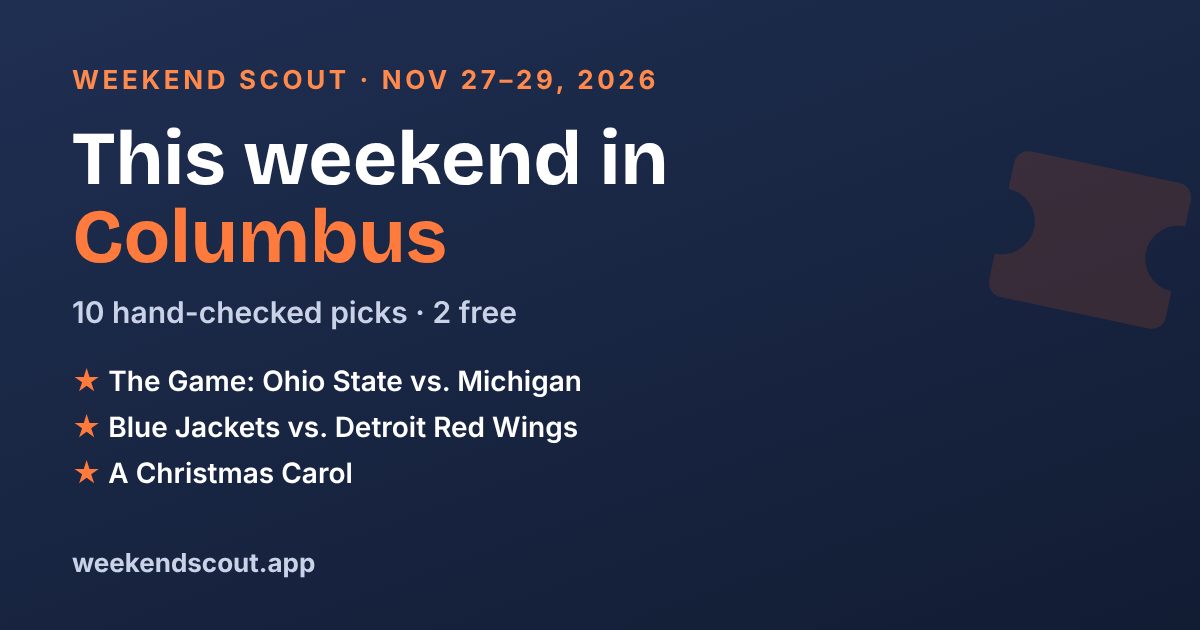 WEEKEND SCOUT · NOV 27–29, 2026
This weekend in
Columbus
10 hand-checked picks · 2 free
★ The Game: Ohio State vs. Michigan
★ Blue Jackets vs. Detroit Red Wings
★ A Christmas Carol
weekendscout.app